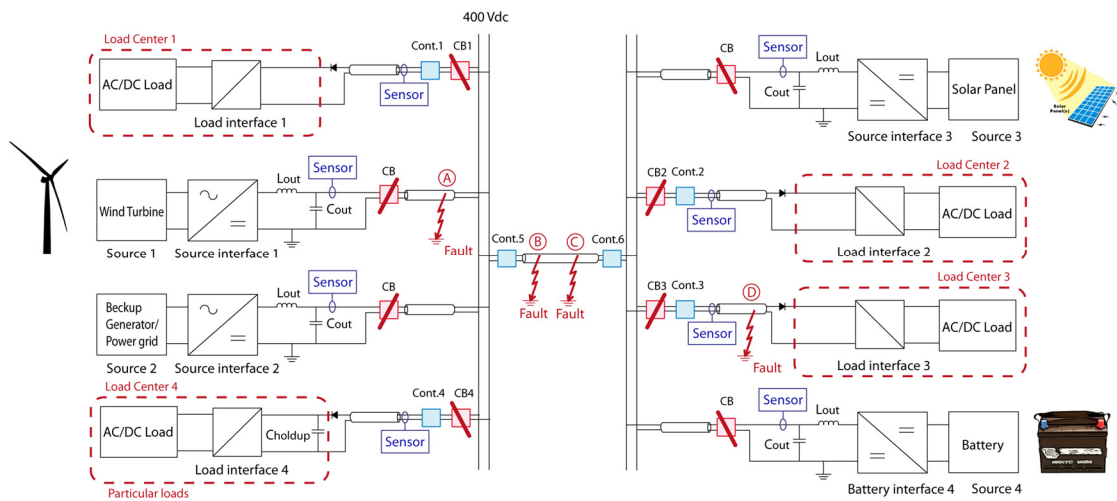 400 Vdc
Load Center 1
AC/DC Load
Load interface 1
Cont.1
CB1
Sensor
CB
Sensor
Lout
Cout
Solar Panel
Source interface 3
Source 3
Solar
Panel(s)
Wind Turbine
Source 1
Source interface 1
Lout
Sensor
Cout
CB
A
Fault
Load Center 2
CB2
Cont.2
Sensor
AC/DC Load
Load interface 2
Cont.5
B
C
Cont.6
Fault
Fault
Beckup
Generator/
Power grid
Source 2
Source interface 2
Lout
Sensor
Cout
CB
Load Center 3
CB3
Cont.3
Sensor
D
Fault
AC/DC Load
Load interface 3
Load Center 4
AC/DC Load
Choldup
Load interface 4
Particular loads
Cont.4
CB4
Sensor
CB
Sensor
Lout
Cout
Battery
Battery interface 4
Source 4